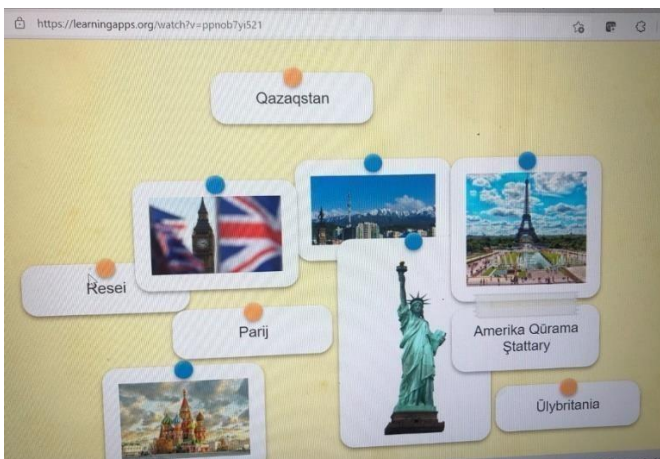 https://learningapps.org/watch?v=ppnob7yi521
Qazaqstan
Resei
Parij
Amerika Qūrama
Ştattary
Ūlybritania